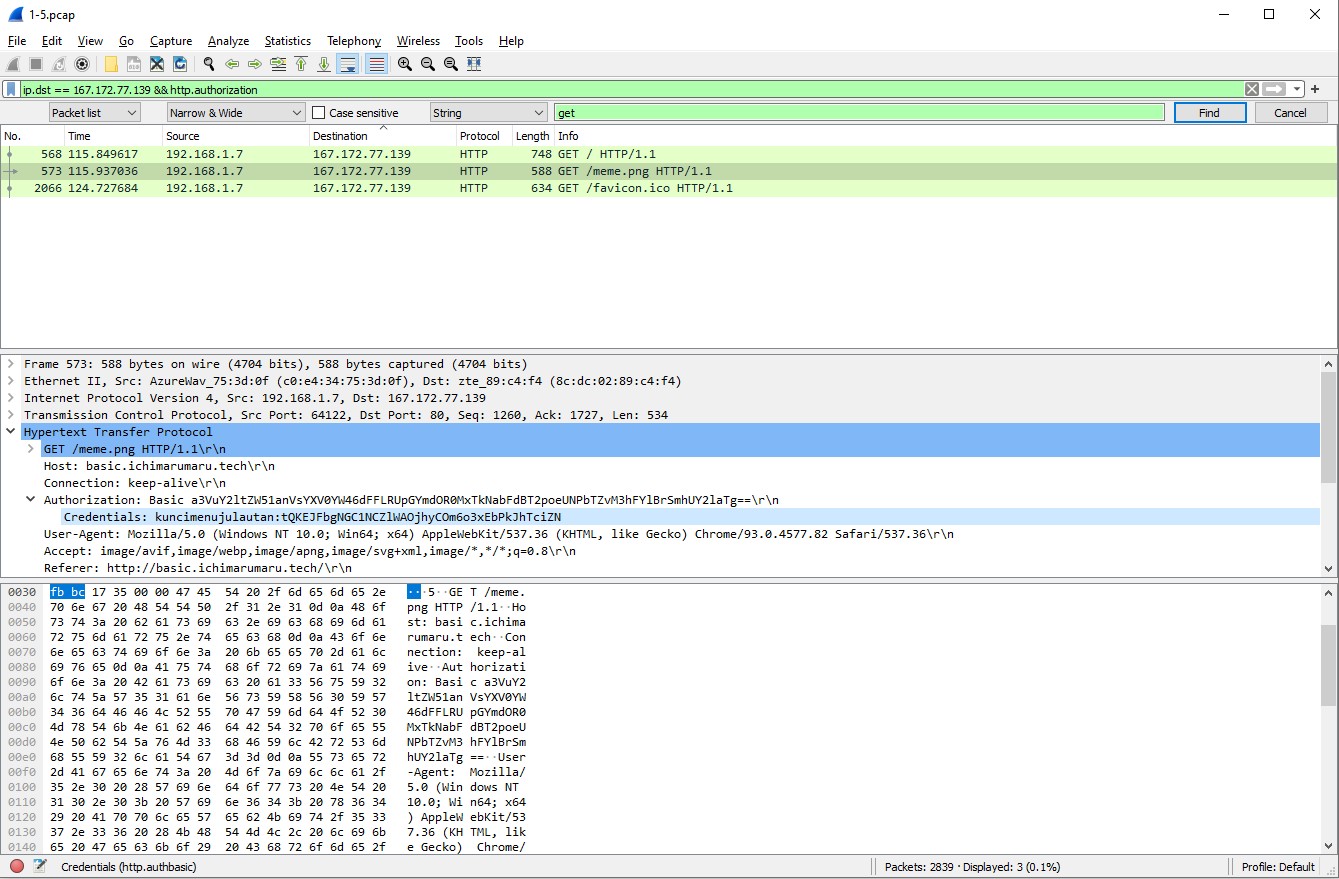 1-5.pcap
File Edit View Go Capture Analyze Statistics Telephony Wireless Tools Help
ip.dst == 167.172.77.139 && http.authorization
Packet list Narrow & Wide Case sensitive String get Find Cancel
No. Time Source Destination Protocol Length Info
568 115.849617 192.168.1.7 167.172.77.139 HTTP 748 GET / HTTP/1.1
573 115.937036 192.168.1.7 167.172.77.139 HTTP 588 GET /meme.png HTTP/1.1
2066 124.727684 192.168.1.7 167.172.77.139 HTTP 634 GET /favicon.ico HTTP/1.1
Frame 573: 588 bytes on wire (4704 bits), 588 bytes captured (4704 bits)
Ethernet II, Src: AzureWav_75:3d:0f (c0:e4:34:75:3d:0f), Dst: zte_89:c4:f4 (8c:dc:02:89:c4:f4)
Internet Protocol Version 4, Src: 192.168.1.7, Dst: 167.172.77.139
Transmission Control Protocol, Src Port: 64122, Dst Port: 80, Seq: 1260, Ack: 1727, Len: 534
Hypertext Transfer Protocol
GET /meme.png HTTP/1.1\r\n
Host: basic.ichimarumaru.tech\r\n
Connection: keep-alive\r\n
Authorization: Basic a3VuY2ltZW51anVsYXV0YW46dFFLRUpGYmdOR0MxTkNabFdBT2poeUNPbTZvM3hFYlBrSmhUY2laTg==\r\n
Credentials: kuncimenujulautan:tQKEJFbgNGC1NCZlWAOjhyCOm6o3xEbPkJhTciZN
User-Agent: Mozilla/5.0 (Windows NT 10.0; Win64; x64) AppleWebKit/537.36 (KHTML, like Gecko) Chrome/93.0.4577.82 Safari/537.36\r\n
Accept: image/avif,image/webp,image/apng,image/svg+xml,image/*,*/*;q=0.8\r\n
Referer: http://basic.ichimarumaru.tech/\r\n
0030 fb bc 17 35 00 00 47 45 54 20 2f 6d 65 6d 65 2e ···5··GE T /meme.
0040 70 6e 67 20 48 54 54 50 2f 31 2e 31 0d 0a 48 6f png HTTP /1.1··Ho
0050 73 74 3a 20 62 61 73 69 63 2e 69 63 68 69 6d 61 st: basi c.ichima
0060 72 75 6d 61 72 75 2e 74 65 63 68 0d 0a 43 6f 6e rumaru.t ech··Con
0070 6e 65 63 74 69 6f 6e 3a 20 6b 65 65 70 2d 61 6c nection: keep-al
0080 69 76 65 0d 0a 41 75 74 68 6f 72 69 7a 61 74 69 ive··Aut horizati
0090 6f 6e 3a 20 42 61 73 69 63 20 61 33 56 75 59 32 on: Basi c a3VuY2
00a0 6c 74 5a 57 35 31 61 6e 56 73 59 58 56 30 59 57 ltZW51an VsYXV0YW
00b0 34 36 64 46 46 4c 52 55 70 47 59 6d 64 4f 52 30 46dFFLRU pGYmdOR0
00c0 4d 78 54 6b 4e 61 62 46 64 42 54 32 70 6f 65 55 MxTkNabF dBT2poeU
00d0 4e 50 62 54 5a 76 4d 33 68 46 59 6c 42 72 53 6d NPbTZvM3 hFYlBrSm
00e0 68 55 59 32 6c 61 54 67 3d 3d 0d 0a 55 73 65 72 hUY2laTg ==··User
00f0 2d 41 67 65 6e 74 3a 20 4d 6f 7a 69 6c 6c 61 2f -Agent: Mozilla/
0100 35 2e 30 20 28 57 69 6e 64 6f 77 73 20 4e 54 20 5.0 (Win dows NT
0110 31 30 2e 30 3b 20 57 69 6e 36 34 3b 20 78 36 34 10.0; Wi n64; x64
0120 29 20 41 70 70 6c 65 57 65 62 4b 69 74 2f 35 33 ) AppleW ebKit/53
0130 37 2e 33 36 20 28 4b 48 54 4d 4c 2c 20 6c 69 6b 7.36 (KH TML, lik
0140 65 20 47 65 63 6b 6f 29 20 43 68 72 6f 6d 65 2f e Gecko) Chrome/
Credentials (http.authbasic) Packets: 2839 · Displayed: 3 (0.1%) Profile: Default